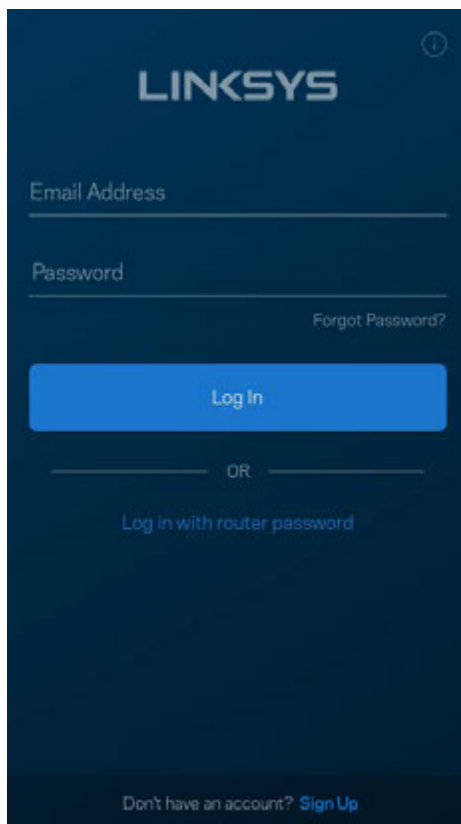 LINKSYS
Email Address
Password
Forgot Password?
Log In
OR
Log in with router password
Don't have an account? Sign Up